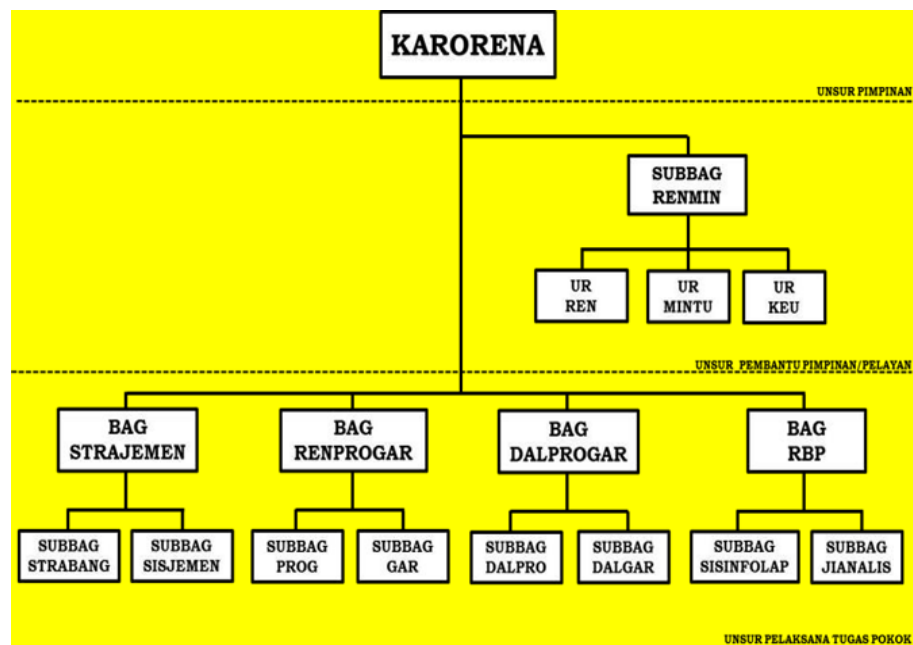 KARORENA
UNSUR PIMPINAN
SUBBAG
RENMIN
UR
REN
UR
MINTU
UR
KEU
UNSUR PEMBANTU PIMPINAN/PELAYAN
BAG
STRAJEMEN
BAG
RENPROGAR
BAG
DALPROGAR
BAG
RBP
SUBBAG
STRABANG
SUBBAG
SISJEMEN
SUBBAG
PROG
SUBBAG
GAR
SUBBAG
DALPRO
SUBBAG
DALGAR
SUBBAG
SISINFOLAP
SUBBAG
JIANALIS
UNSUR PELAKSANA TUGAS POKOK